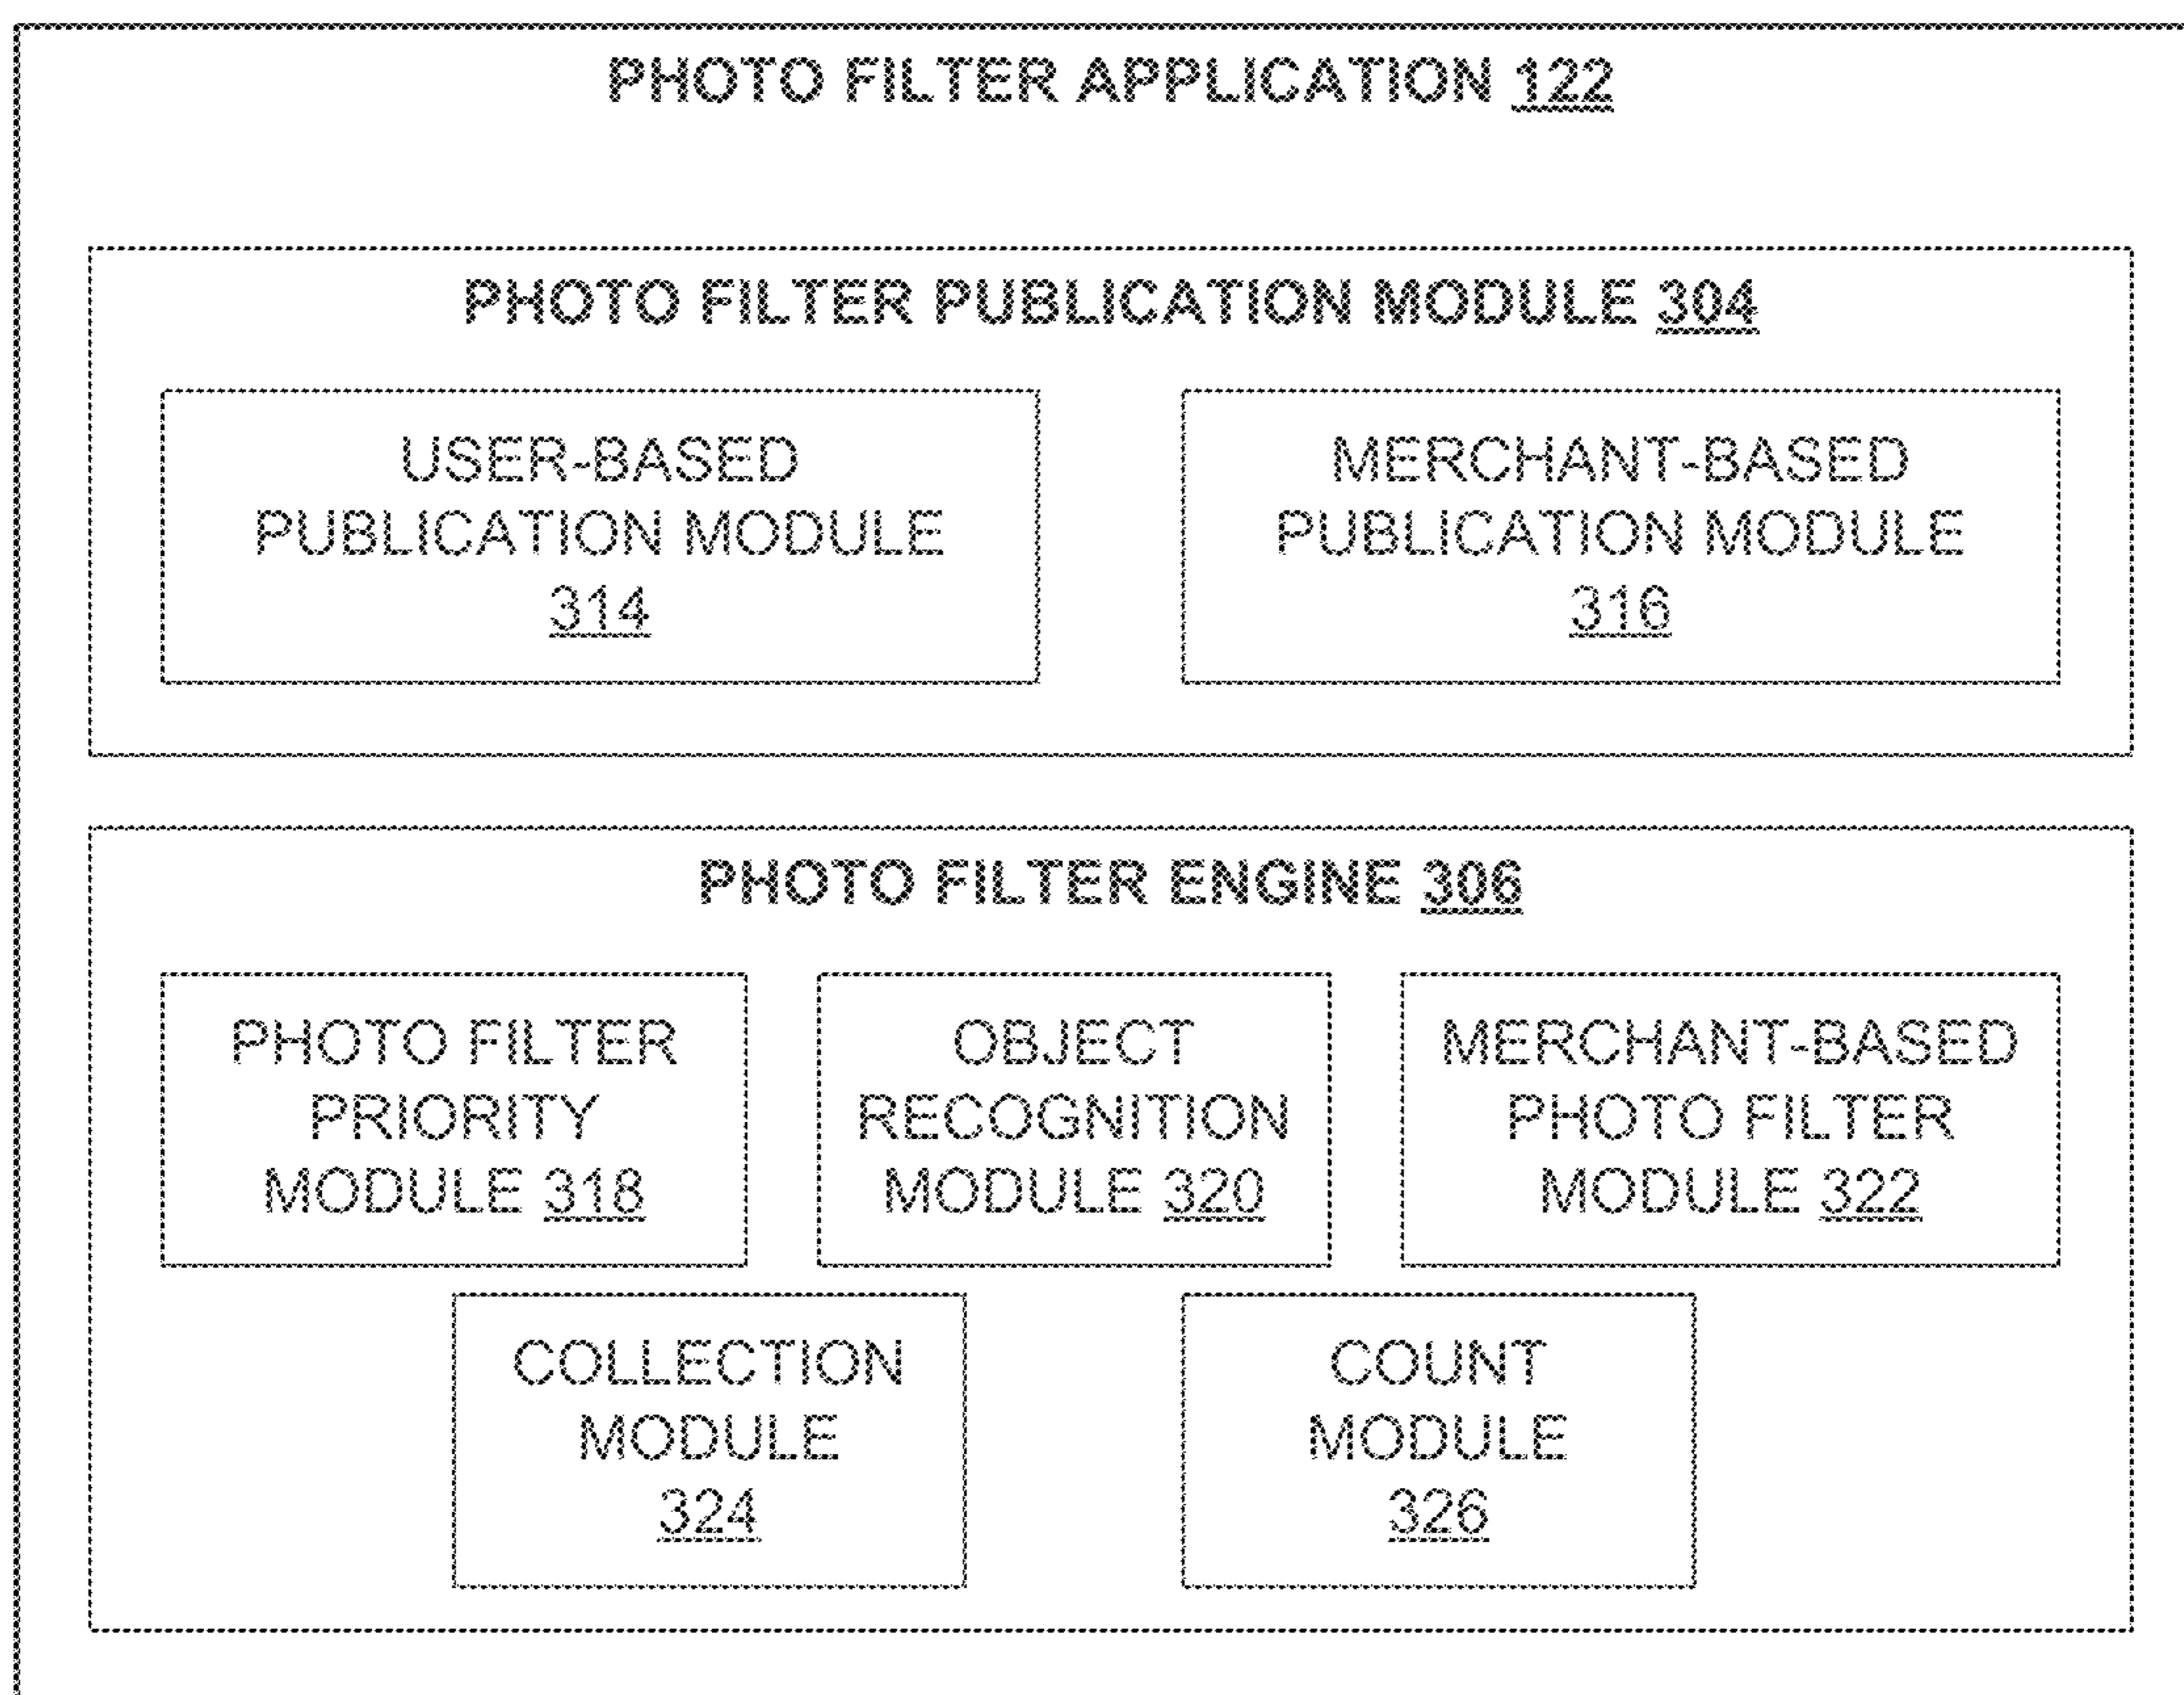 PHOTO FILTER APPLICATION 122
PHOTO FILTER PUBLICATION MODULE 304
USER-BASED
PUBLICATION MODULE
314
MERCHANT-BASED
PUBLICATION MODULE
316
PHOTO FILTER ENGINE 306
PHOTO FILTER
PRIORITY
MODULE 318
OBJECT
RECOGNITION
MODULE 320
MERCHANT-BASED
PHOTO FILTER
MODULE 322
COLLECTION
MODULE
324
COUNT
MODULE
326